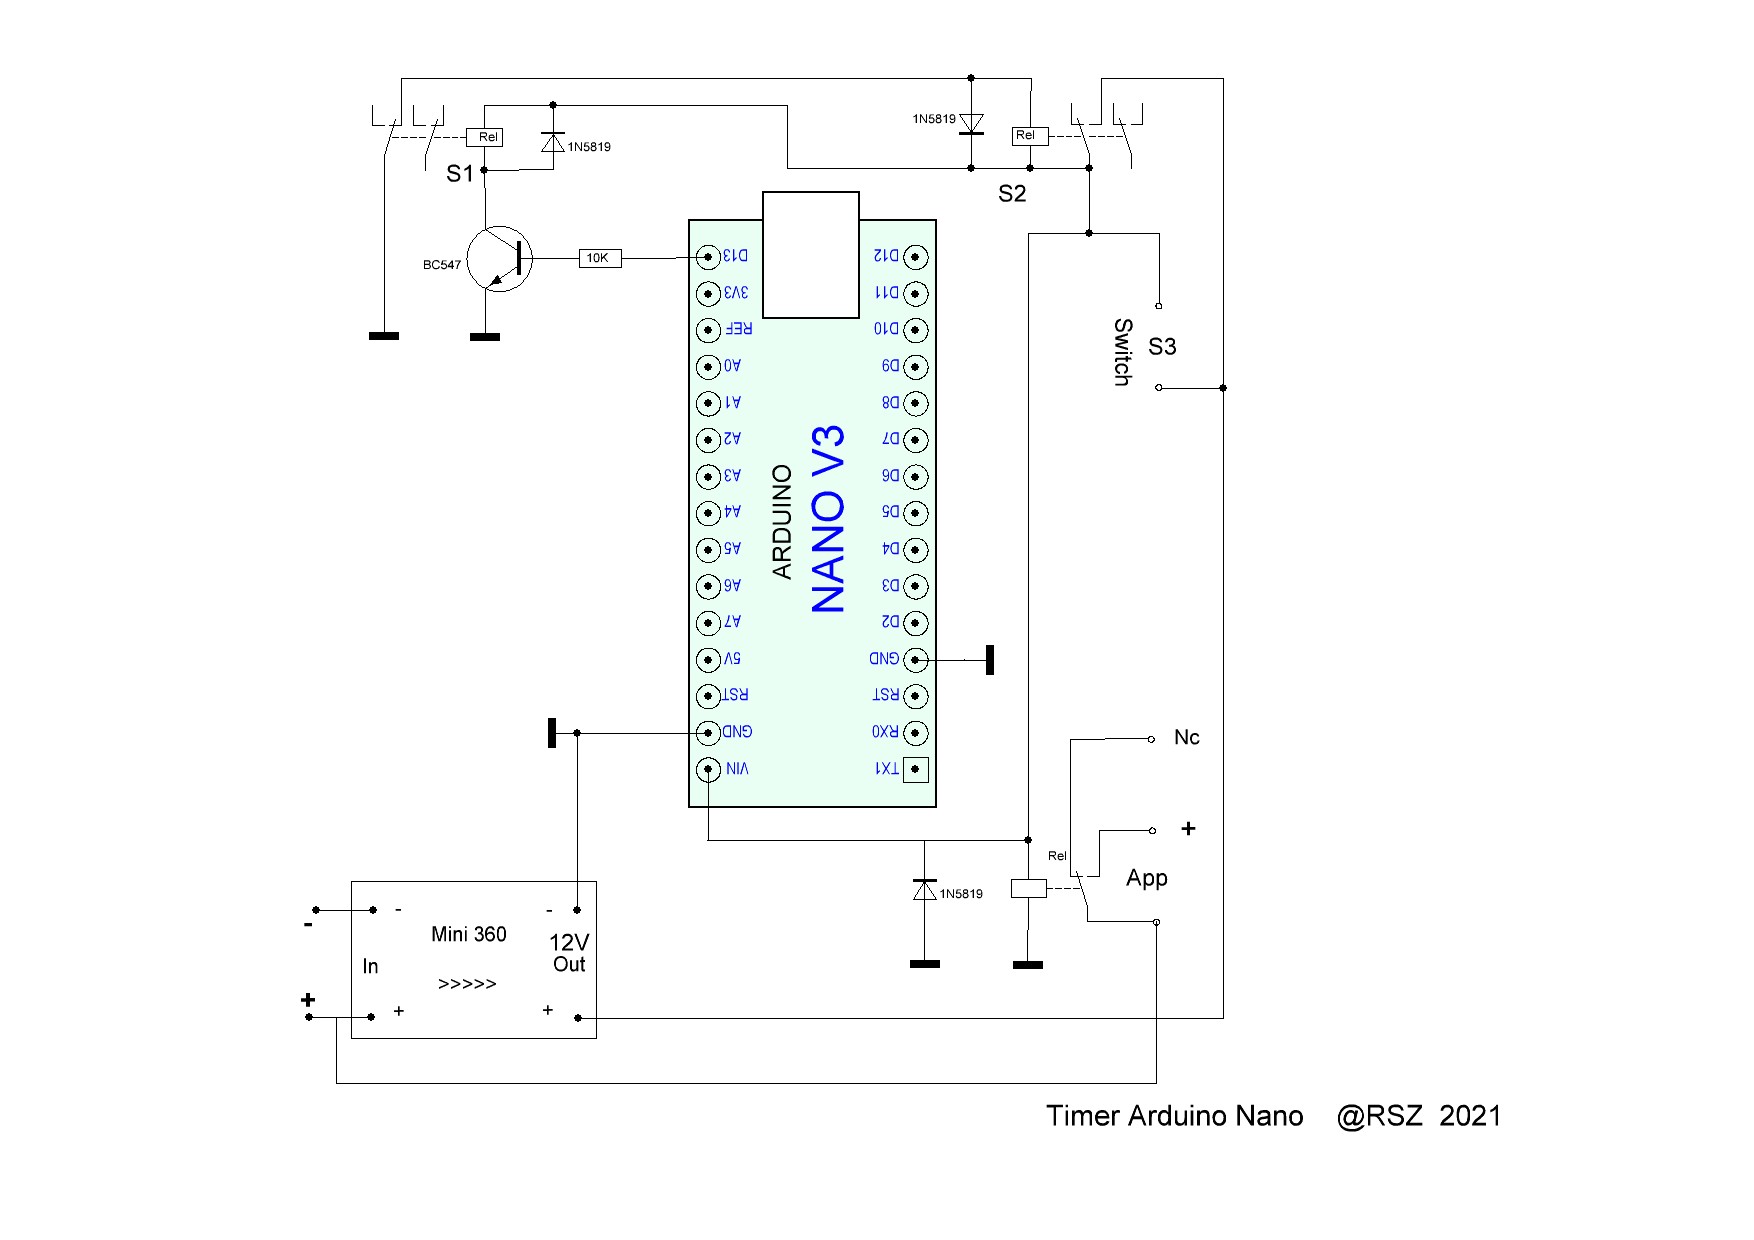 1N5819
Rel
1N5819
Rel
S1
S2
BC547
10K
D13
D12
3V3
D11
REF
D10
A0
D9
A1
D8
A2
D7
A3
D6
A4
D5
A5
D4
A6
D3
A7
D2
5V
GND
RST
RST
GND
RX0
VIN
TX1
ARDUINO
NANO V3
Switch
S3
Nc
+
Rel
App
1N5819
-
-
-
Mini 360
12V
Out
In
>>>>>
+
+
+
Timer Arduino Nano @RSZ 2021